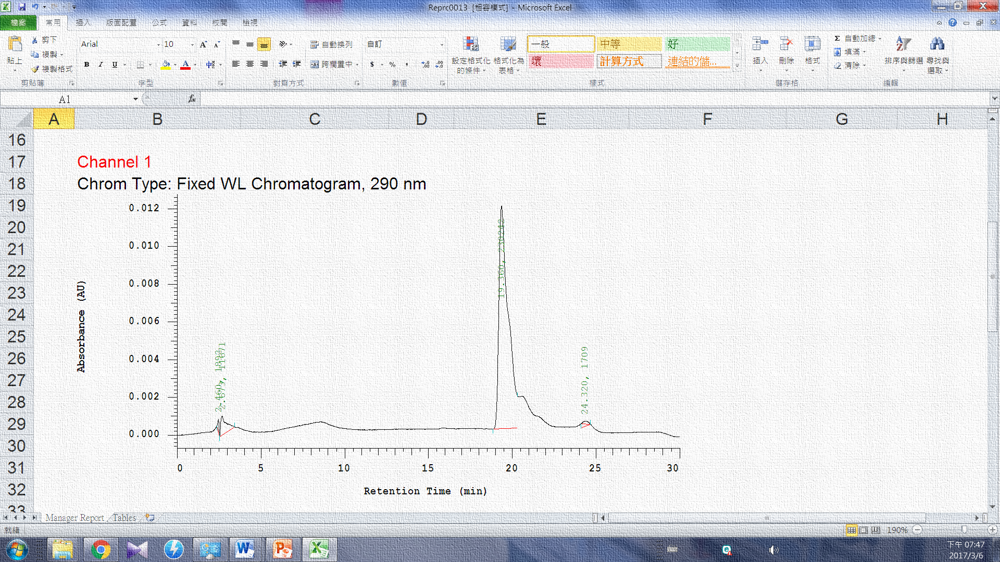 Reprc0013 [相容模式] - Microsoft Excel
檔案 常用 插入 版面配置 公式 資料 校閱 檢視
貼上 剪下 複製 複製格式 剪貼簿
Arial 10 A A B I U A 中 字型
自動換列 跨欄置中 對齊方式
自訂 $ % , .00 數值
設定格式化的條件 格式化為表格
一般 中等 好
壞 計算方式 連結的儲...
樣式
插入 刪除 格式 儲存格
Σ 自動加總 填滿 清除 排序與篩選 尋找與選取 編輯
A1 fx
A B C D E F G H
16
17 Channel 1
18 Chrom Type: Fixed WL Chromatogram, 290 nm
19
20
21
22
23
24
25
26
27
28
29
30
31
32
33
0.012
0.010
0.008
0.006
0.004
0.002
0.000
Absorbance (AU)
19.360, 230242
24.320, 1709
0 5 10 15 20 25 30
Retention Time (min)
Manager Report Tables
就緒 190%
下午 07:47
2017/3/6